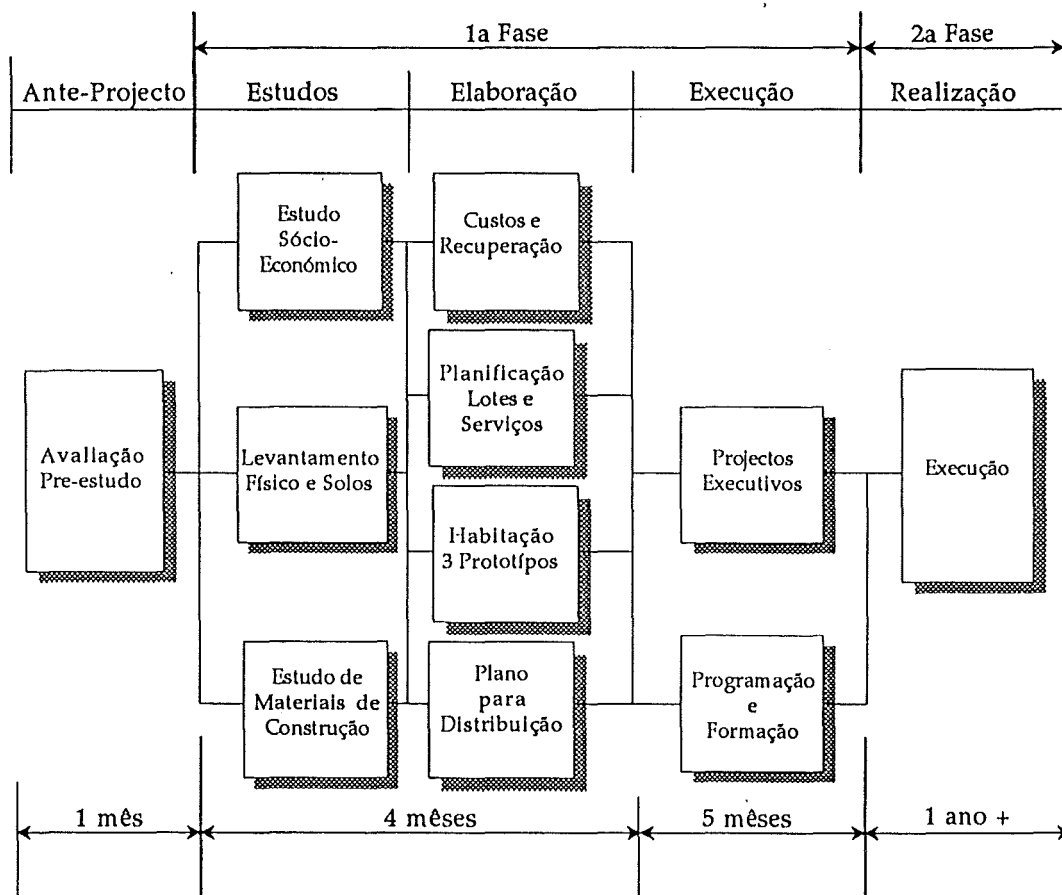 1a Fase
2a Fase
Ante-Projecto
Estudos
Elaboração
Execução
Realização
Estudo
Sócio-
Económico
Custos e
Recuperação
Planificação
Lotes e
Serviços
Avaliação
Pre-estudo
Levantamento
Físico e Solos
Projectos
Executivos
Execução
Habitação
3 Prototípos
Estudo de
Materiais de
Construção
Plano
para
Distribuição
Programação
e
Formação
1 mês
4 mêses
5 mêses
1 ano +